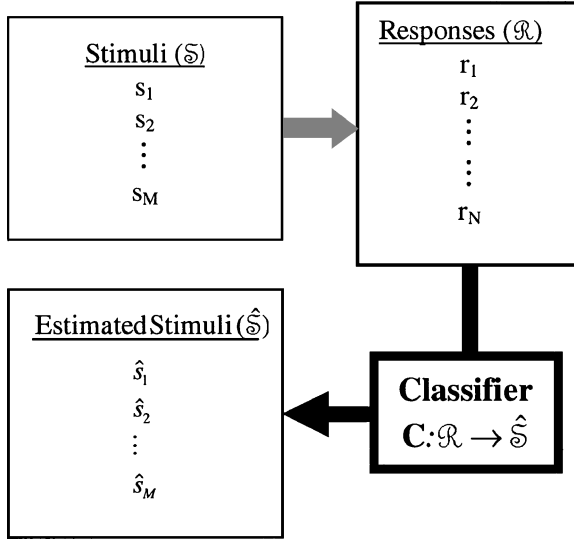 Stimuli (𝕊)
s₁
s₂
⋮
s_M
Responses (ℛ)
r₁
r₂
⋮
⋮
r_N
Classifier
C: ℛ → 𝕊̂
Estimated Stimuli (𝕊̂)
ŝ₁
ŝ₂
⋮
ŝ_M